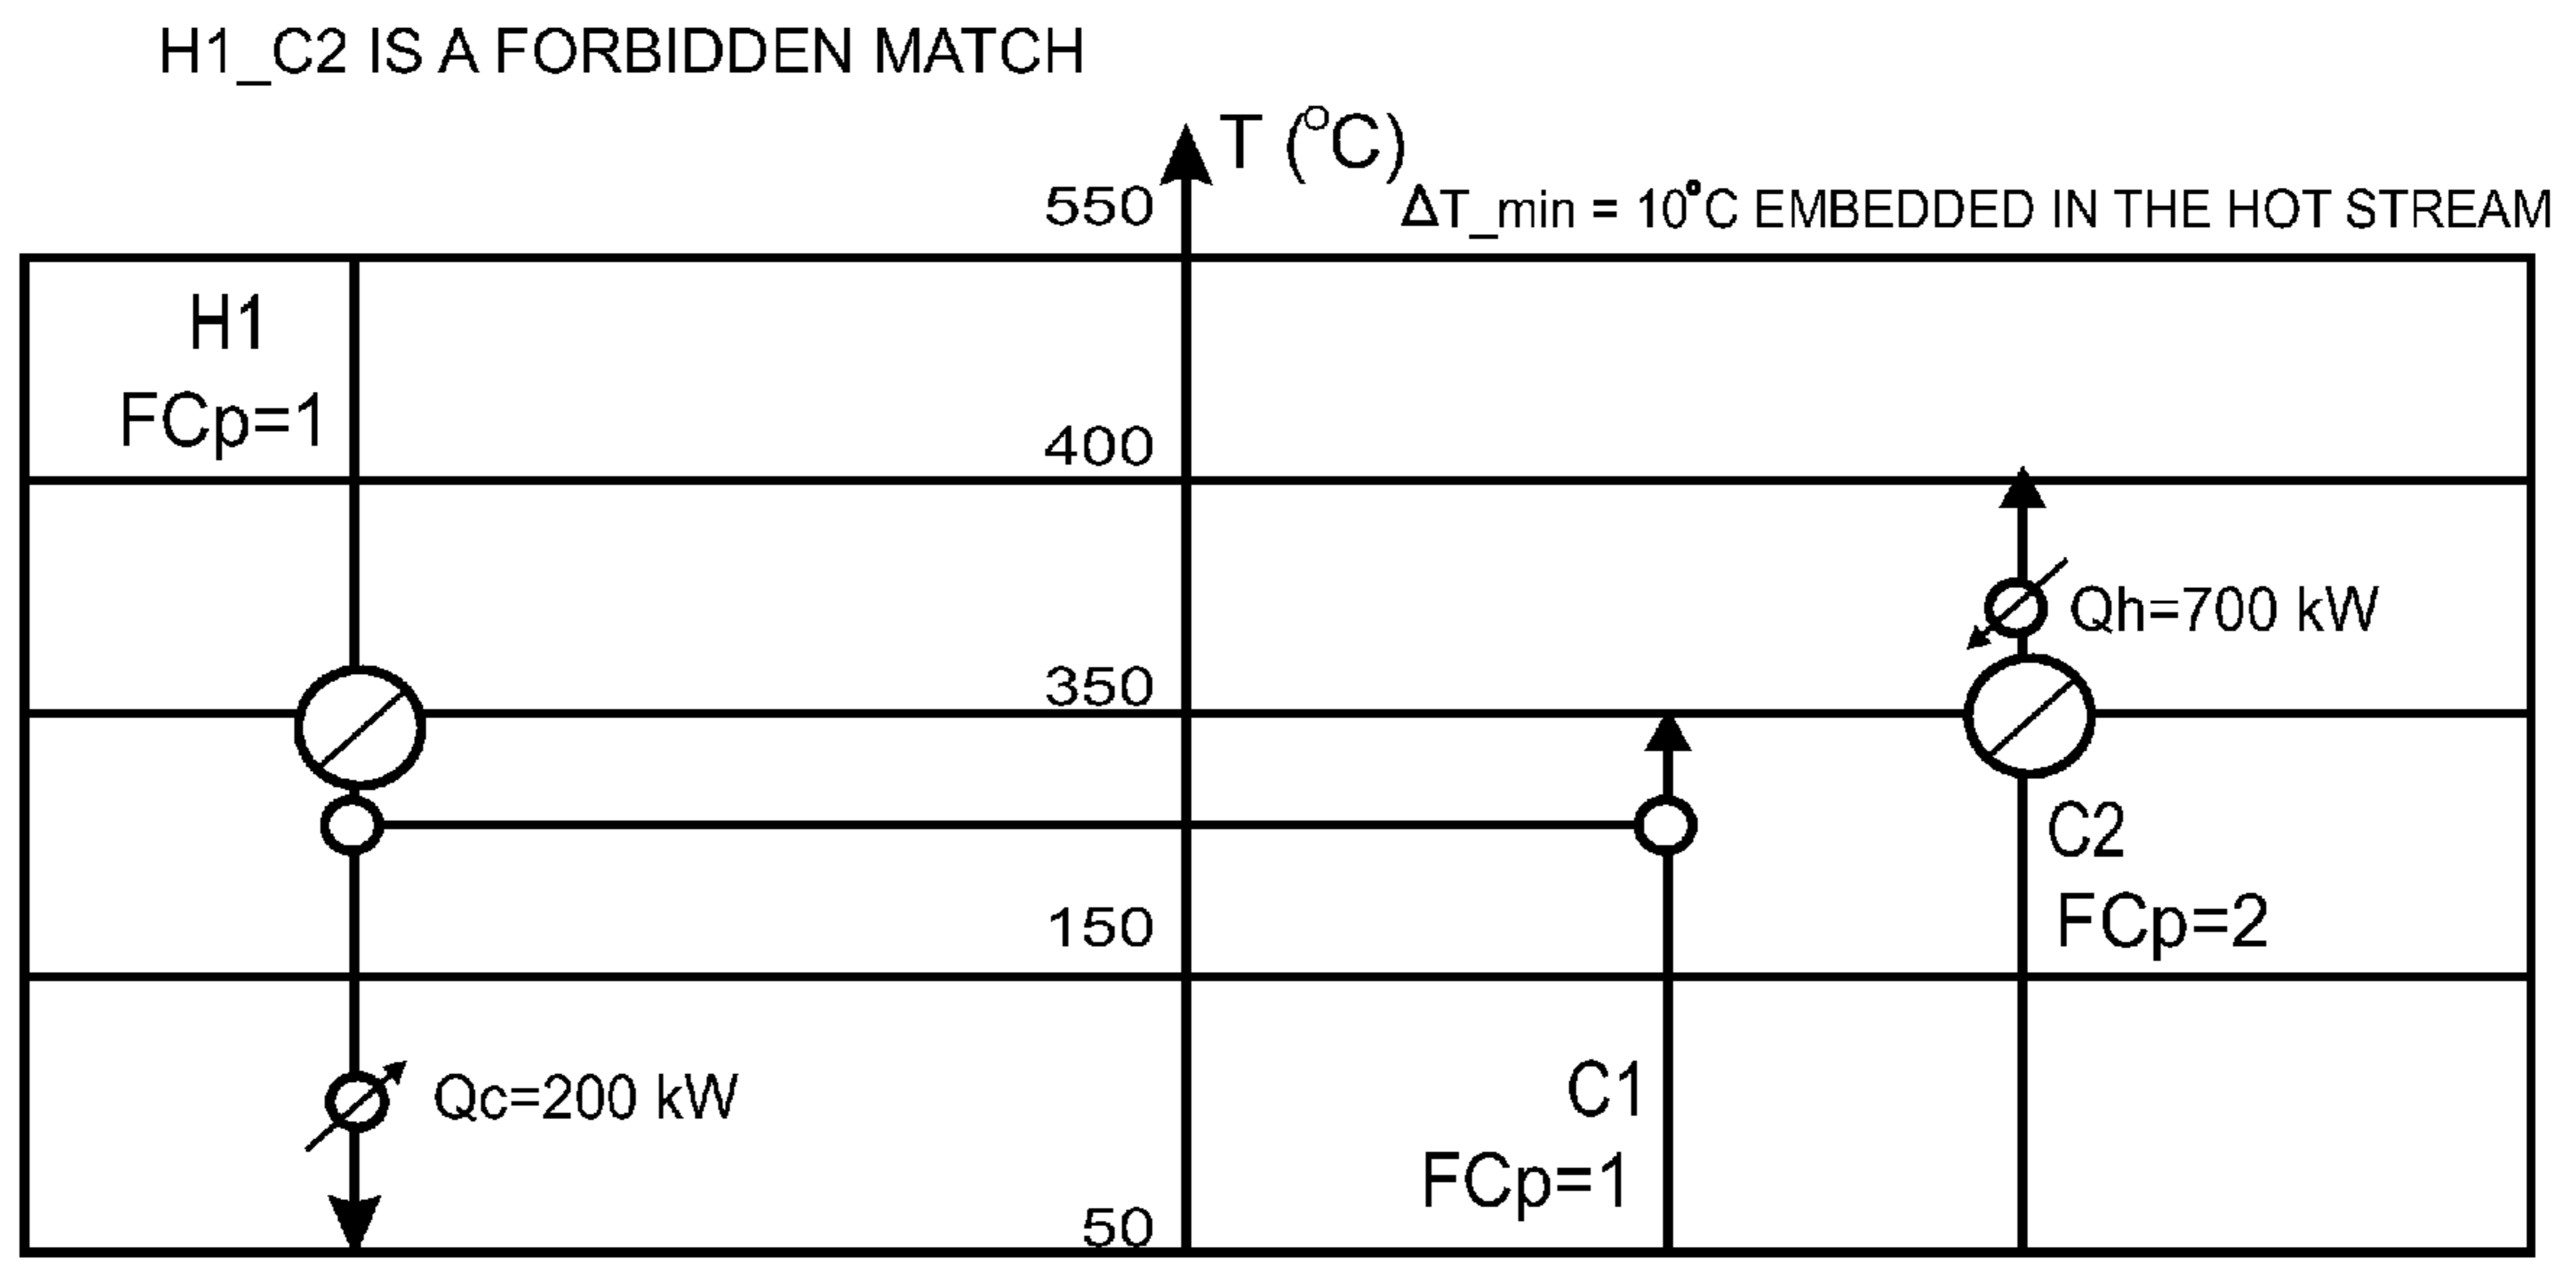 H1_C2 IS A FORBIDDEN MATCH
T (°C)
550
ΔT_min = 10°C EMBEDDED IN THE HOT STREAM
H1
FCp=1
400
Qh=700 kW
350
C2
FCp=2
150
Qc=200 kW
C1
FCp=1
50